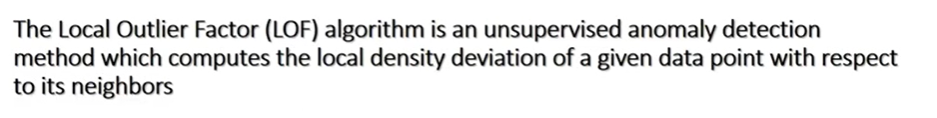 The Local Outlier Factor (LOF) algorithm is an unsupervised anomaly detection
method which computes the local density deviation of a given data point with respect
to its neighbors